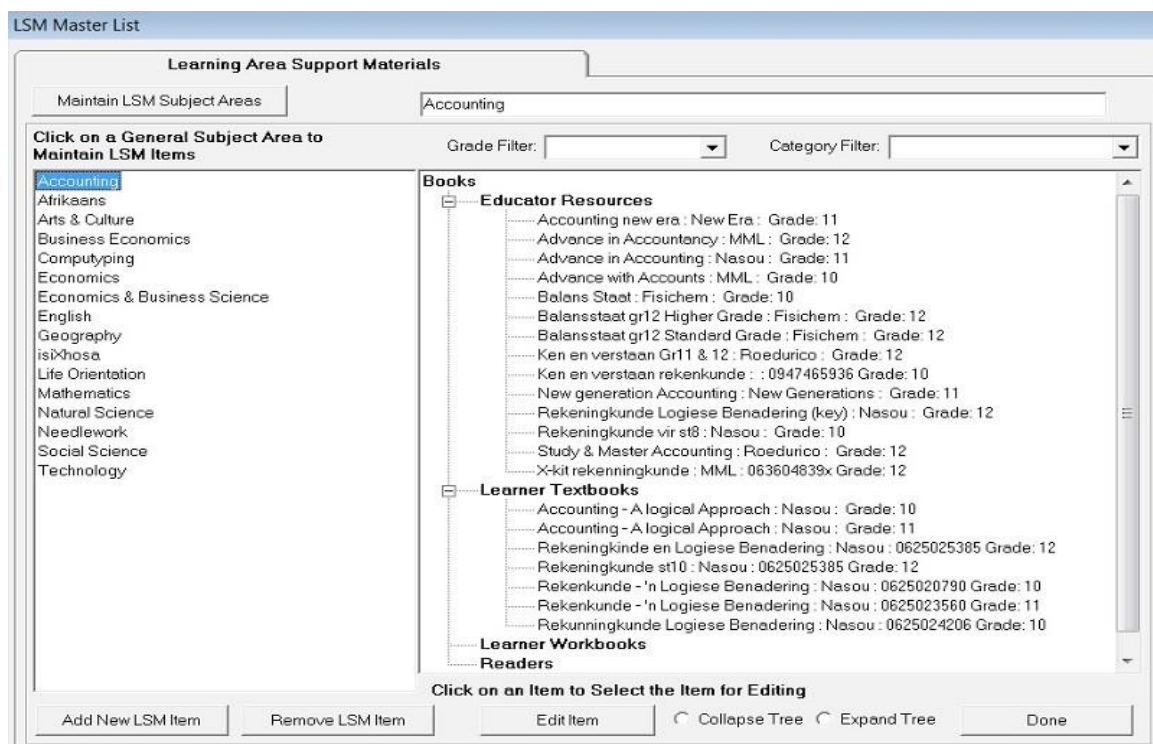 LSM Master List
Learning Area Support Materials
Maintain LSM Subject Areas
Accounting
Click on a General Subject Area to
Maintain LSM Items
Grade Filter:
Category Filter:
Accounting
Afrikaans
Arts & Culture
Business Economics
Computyping
Economics
Economics & Business Science
English
Geography
isiXhosa
Life Orientation
Mathematics
Natural Science
Needlework
Social Science
Technology
Books
Educator Resources
Accounting new era : New Era : Grade: 11
Advance in Accountancy : MML : Grade: 12
Advance in Accounting : Nasou : Grade: 11
Advance with Accounts : MML : Grade: 10
Balans Staat : Fisichem : Grade: 10
Balansstaat gr12 Higher Grade : Fisichem : Grade: 12
Balansstaat gr12 Standard Grade : Fisichem : Grade: 12
Ken en verstaan Gr11 & 12 : Roedurico : Grade: 12
Ken en verstaan rekenkunde : : 0947465936 Grade: 10
New generation Accounting : New Generations : Grade: 11
Rekeningkunde Logiese Benadering (key) : Nasou : Grade: 12
Rekeningkunde vir st8 : Nasou : Grade: 10
Study & Master Accounting : Roedurico : Grade: 12
X-kit rekenningkunde : MML : 063604839x Grade: 12
Learner Textbooks
Accounting - A logical Approach : Nasou : Grade: 10
Accounting - A logical Approach : Nasou : Grade: 11
Rekeningkinde en Logiese Benadering : Nasou : 0625025385 Grade: 12
Rekeningkunde st10 : Nasou : 0625025385 Grade: 12
Rekenkunde - 'n Logiese Benadering : Nasou : 0625020790 Grade: 10
Rekenkunde - 'n Logiese Benadering : Nasou : 0625023560 Grade: 11
Rekunningkunde Logiese Benadering : Nasou : 0625024206 Grade: 10
Learner Workbooks
Readers
Click on an Item to Select the Item for Editing
Add New LSM Item
Remove LSM Item
Edit Item
Collapse Tree
Expand Tree
Done